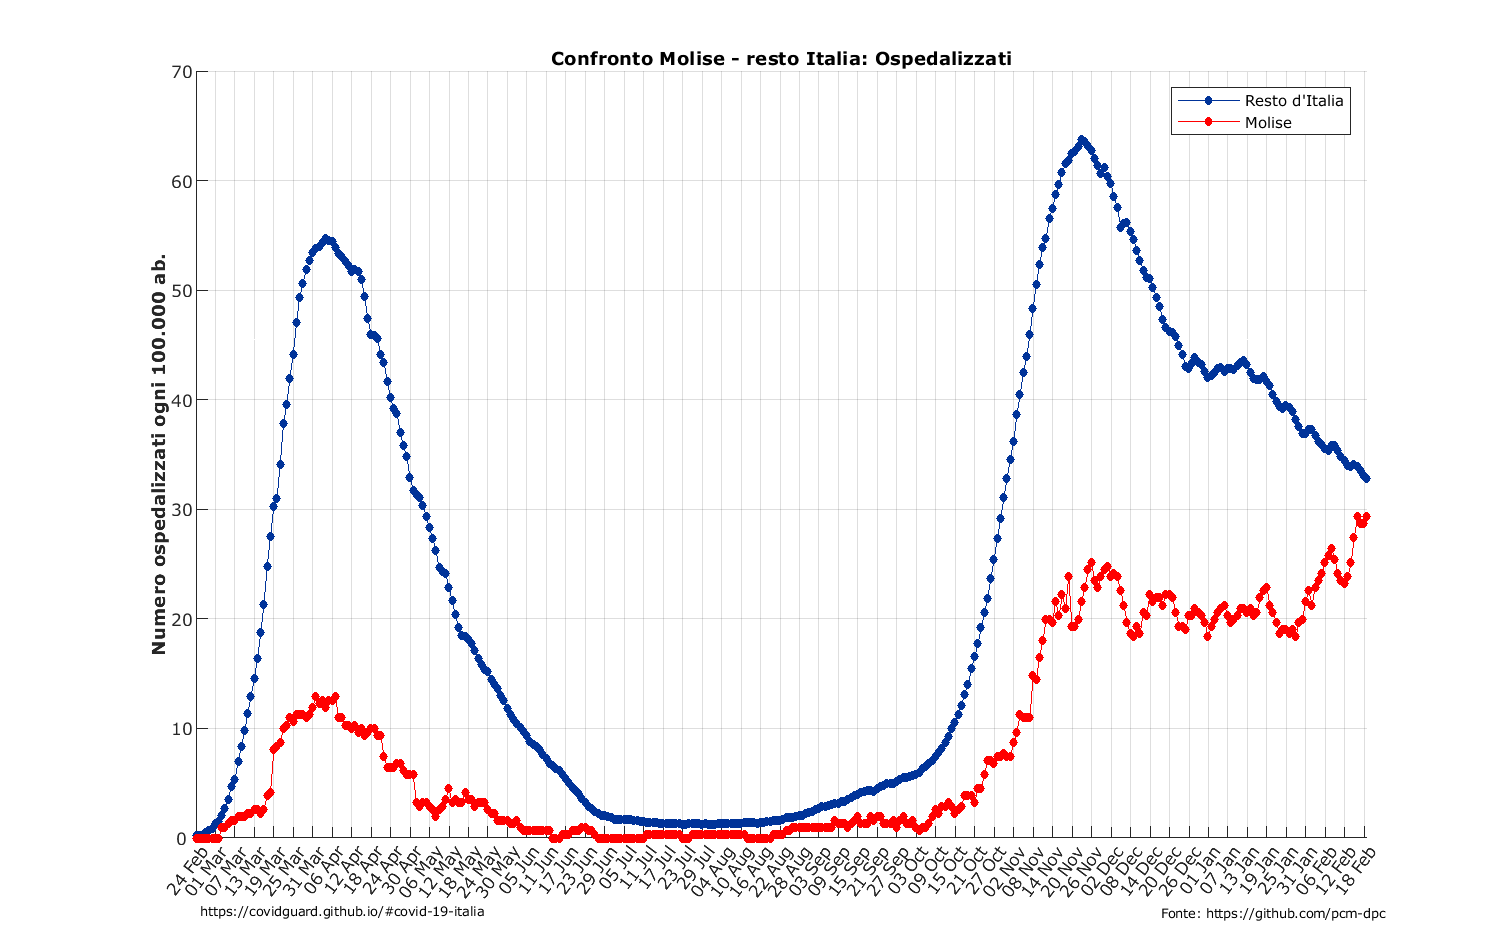 Confronto Molise - resto Italia: Ospedalizzati
70
60
50
40
30
20
10
0
Numero ospedalizzati ogni 100.000 ab.
Resto d'Italia
Molise
24 Feb
01 Mar
07 Mar
13 Mar
19 Mar
25 Mar
31 Mar
06 Apr
12 Apr
18 Apr
24 Apr
30 Apr
06 May
12 May
18 May
24 May
30 May
05 Jun
11 Jun
17 Jun
23 Jun
29 Jun
05 Jul
11 Jul
17 Jul
23 Jul
29 Jul
04 Aug
10 Aug
16 Aug
22 Aug
28 Aug
03 Sep
09 Sep
15 Sep
21 Sep
27 Sep
03 Oct
09 Oct
15 Oct
21 Oct
27 Oct
02 Nov
08 Nov
14 Nov
20 Nov
26 Nov
02 Dec
08 Dec
14 Dec
20 Dec
26 Dec
01 Jan
07 Jan
13 Jan
19 Jan
25 Jan
31 Jan
06 Feb
12 Feb
18 Feb
https://covidguard.github.io/#covid-19-italia
Fonte: https://github.com/pcm-dpc